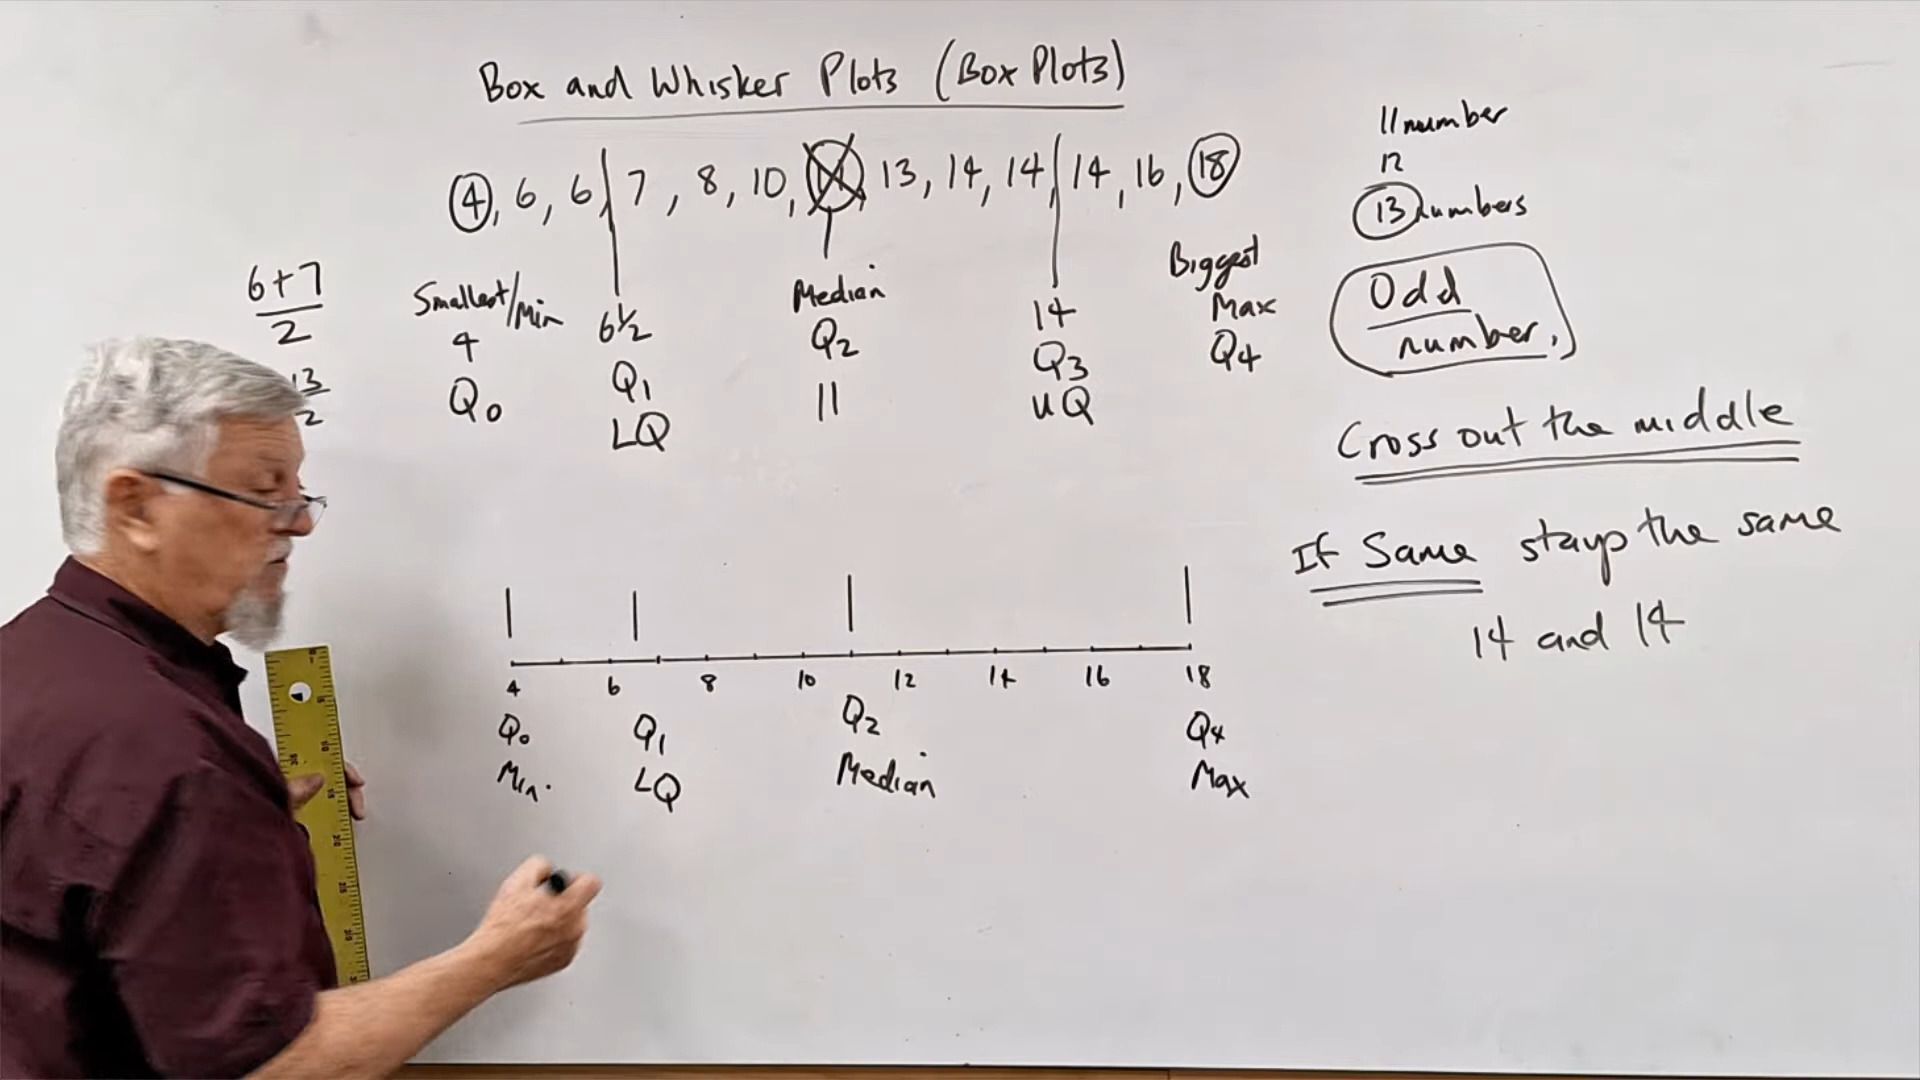 Box and Whisker Plots (Box Plots)
4, 6, 6, 7, 8, 10, 11, 13, 14, 14, 14, 16, 18
11 number
12
13 numbers
Odd
number.
Cross out the middle
If Same stays the same
14 and 14
6+7
2
13
2
Smallest/Min
4
Q0
6½
Q1
LQ
Median
Q2
11
14
Q3
UQ
Biggest
Max
Q4
4 6 8 10 12 14 16 18
Q0 Q1 Q2 Q4
Min. LQ Median Max